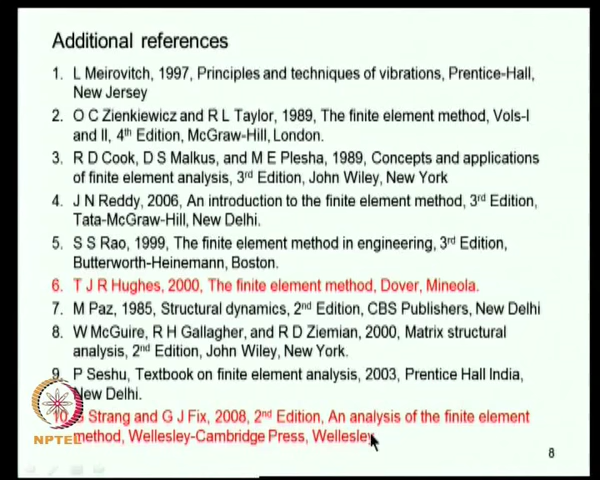 Additional references
1. L Meirovitch, 1997, Principles and techniques of vibrations, Prentice-Hall,
New Jersey
2. O C Zienkiewicz and R L Taylor, 1989, The finite element method, Vols-I
and II, 4th Edition, McGraw-Hill, London.
3. R D Cook, D S Malkus, and M E Plesha, 1989, Concepts and applications
of finite element analysis, 3rd Edition, John Wiley, New York
4. J N Reddy, 2006, An introduction to the finite element method, 3rd Edition,
Tata-McGraw-Hill, New Delhi.
5. S S Rao, 1999, The finite element method in engineering, 3rd Edition,
Butterworth-Heinemann, Boston.
6. T J R Hughes, 2000, The finite element method, Dover, Mineola.
7. M Paz, 1985, Structural dynamics, 2nd Edition, CBS Publishers, New Delhi
8. W McGuire, R H Gallagher, and R D Ziemian, 2000, Matrix structural
analysis, 2nd Edition, John Wiley, New York.
9. P Seshu, Textbook on finite element analysis, 2003, Prentice Hall India,
New Delhi.
10. Strang and G J Fix, 2008, 2nd Edition, An analysis of the finite element
method, Wellesley-Cambridge Press, Wellesley
NPTEL
8